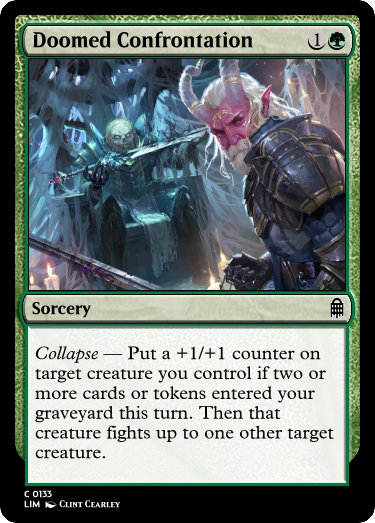 Doomed Confrontation 1
Sorcery
Collapse — Put a +1/+1 counter on
target creature you control if two or
more cards or tokens entered your
graveyard this turn. Then that
creature fights up to one other target
creature.
C 0133
LIM Clint Cearley